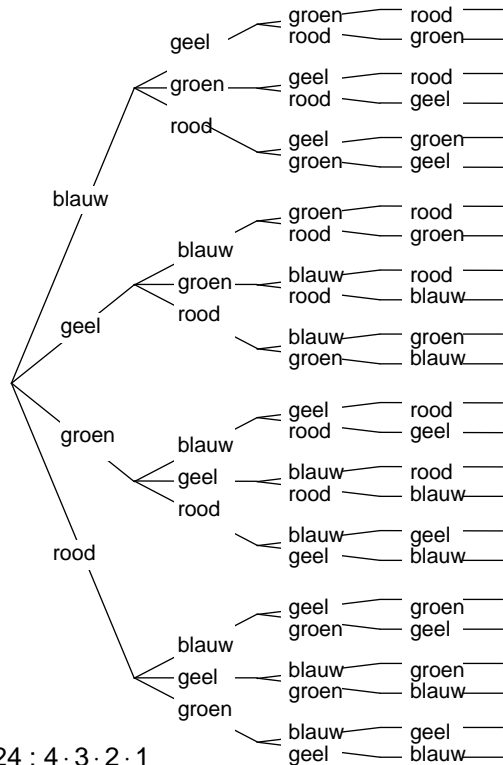 groen rood
geel rood groen
groen geel rood
rood geel
rood geel groen
groen geel
blauw
groen rood
blauw rood groen
groen blauw rood
rood blauw
geel rood blauw groen
groen blauw
geel rood
groen blauw rood geel
geel blauw rood
rood rood blauw
blauw geel
rood geel blauw
geel groen
blauw groen geel
geel blauw groen
groen blauw
groen blauw geel
24 : 4 · 3 · 2 · 1 geel blauw